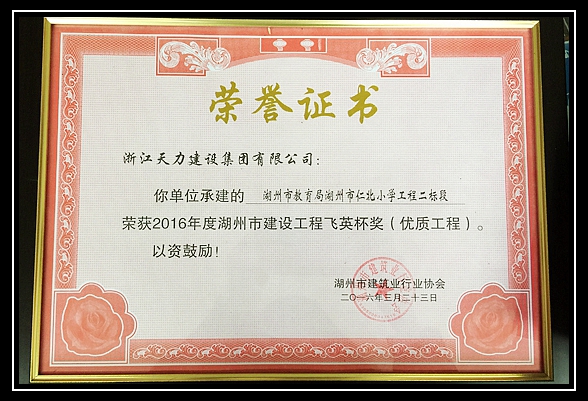 荣誉证书
浙江天力建设集团有限公司：
你单位承建的 湖州市教育局湖州市仁北小学工程二标段
荣获2016年度湖州市建设工程飞英杯奖（优质工程）。
以资鼓励！
湖州市建筑业行业协会
二〇一六年三月二十三日